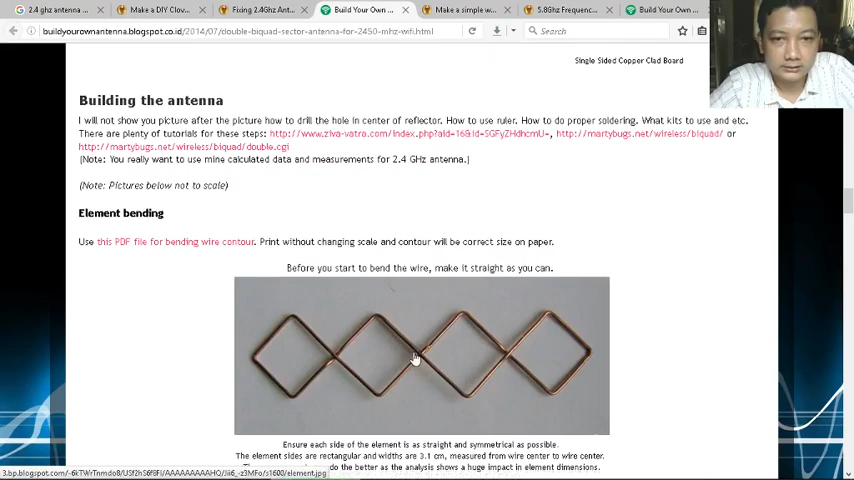 2.4 ghz antenna
Make a DIY Clov
Fixing 2.4Ghz Ant
Build Your Own
Make a simple w
5.8Ghz Frequenc
Build Your Own
buildyourownantenna.blogspot.co.id/2014/07/double-biquad-sector-antenna-for-2450-mhz-wifi.html
Search
Single Sided Copper Clad Board
Building the antenna
I will not show you picture after the picture how to drill the hole in center of reflector. How to use ruler. How to do proper soldering. What kits to use and etc.
There are plenty of tutorials for these steps: http://www.ziva-vatra.com/index.php?aid=16&id=SGFyZHdhcmU=, http://martybugs.net/wireless/biquad/ or
http://martybugs.net/wireless/biquad/double.cgi
[Note: You really want to use mine calculated data and measurements for 2.4 GHz antenna.]
(Note: Pictures below not to scale)
Element bending
Use this PDF file for bending wire contour. Print without changing scale and contour will be correct size on paper.
Before you start to bend the wire, make it straight as you can.
Ensure each side of the element is as straight and symmetrical as possible.
The element sides are rectangular and widths are 3.1 cm, measured from wire center to wire center.
do the better as the analysis shows a huge impact in element dimensions.